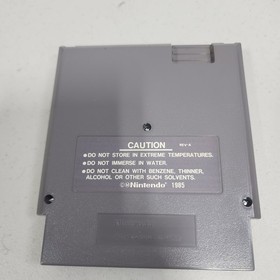 CAUTION
REV-A
•DO NOT STORE IN EXTREME TEMPERATURES.
•DO NOT IMMERSE IN WATER.
•DO NOT CLEAN WITH BENZENE, THINNER,
ALCOHOL OR OTHER SUCH SOLVENTS.
©Nintendo® 1985